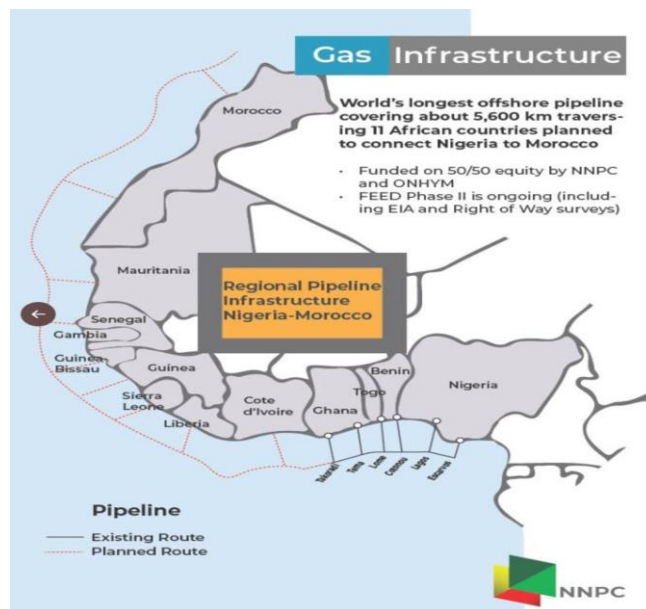 Gas Infrastructure
World's longest offshore pipeline
covering about 5,600 km travers-
ing 11 African countries planned
to connect Nigeria to Morocco
• Funded on 50/50 equity by NNPC
and ONHYM
• FEED Phase II is ongoing (includ-
ing EIA and Right of Way surveys)
Morocco
Mauritania
Regional Pipeline
Infrastructure
Nigeria-Morocco
Senegal
Gambia
Guinea
Bissau
Guinea
Sierra
Leone
Liberia
Cote
d'Ivoire
Ghana
Togo
Benin
Nigeria
Takoradi
Tema
Lome
Cotonou
Lagos
Escarvos
Pipeline
Existing Route
Planned Route
NNPC